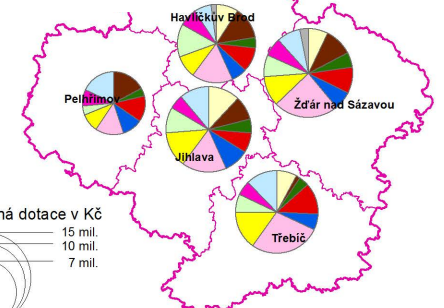 Havlíčkův Brod
Pelhřimov
Žďár nad Sázavou
Jihlava
Třebíč
ná dotace v Kč
15 mil.
10 mil.
7 mil.